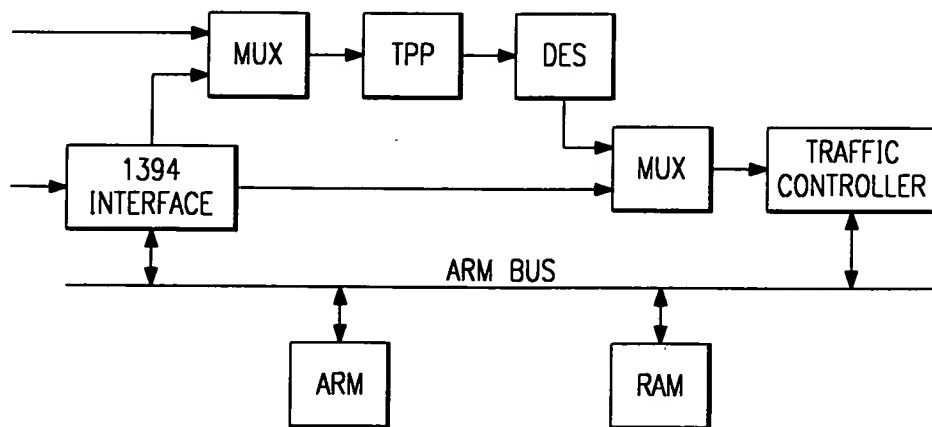 MUX
TPP
DES
1394
INTERFACE
MUX
TRAFFIC
CONTROLLER
ARM BUS
ARM
RAM